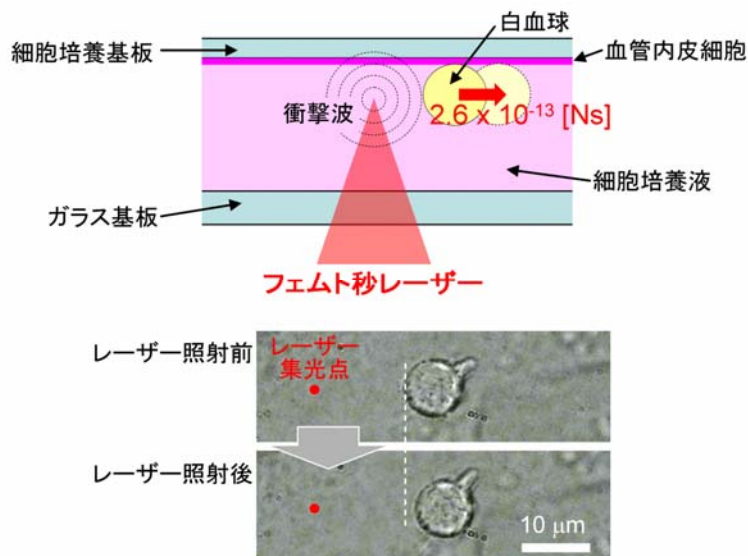 白血球
細胞培養基板
血管内皮細胞
衝撃波
2.6 x 10⁻¹³ [Ns]
細胞培養液
ガラス基板
フェムト秒レーザー
レーザー照射前
レーザー
集光点
レーザー照射後
10 μm